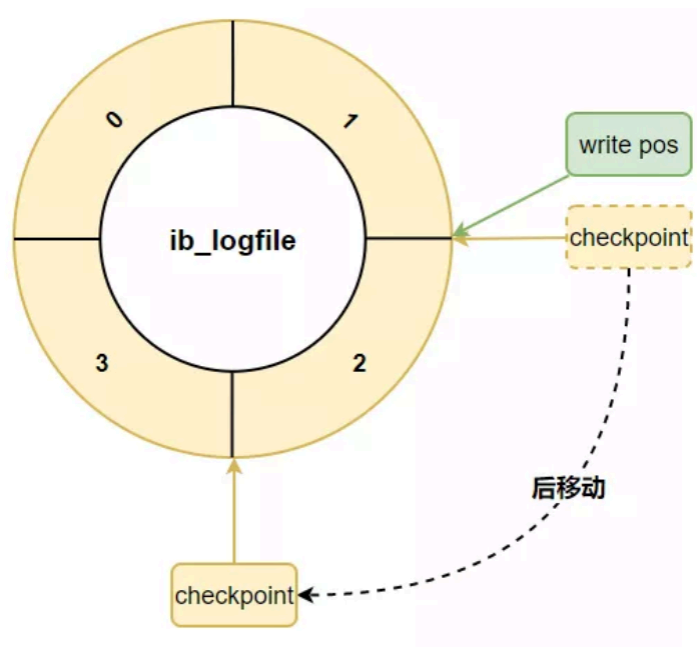 0
1
write pos
checkpoint
ib_logfile
3
2
后移动
checkpoint